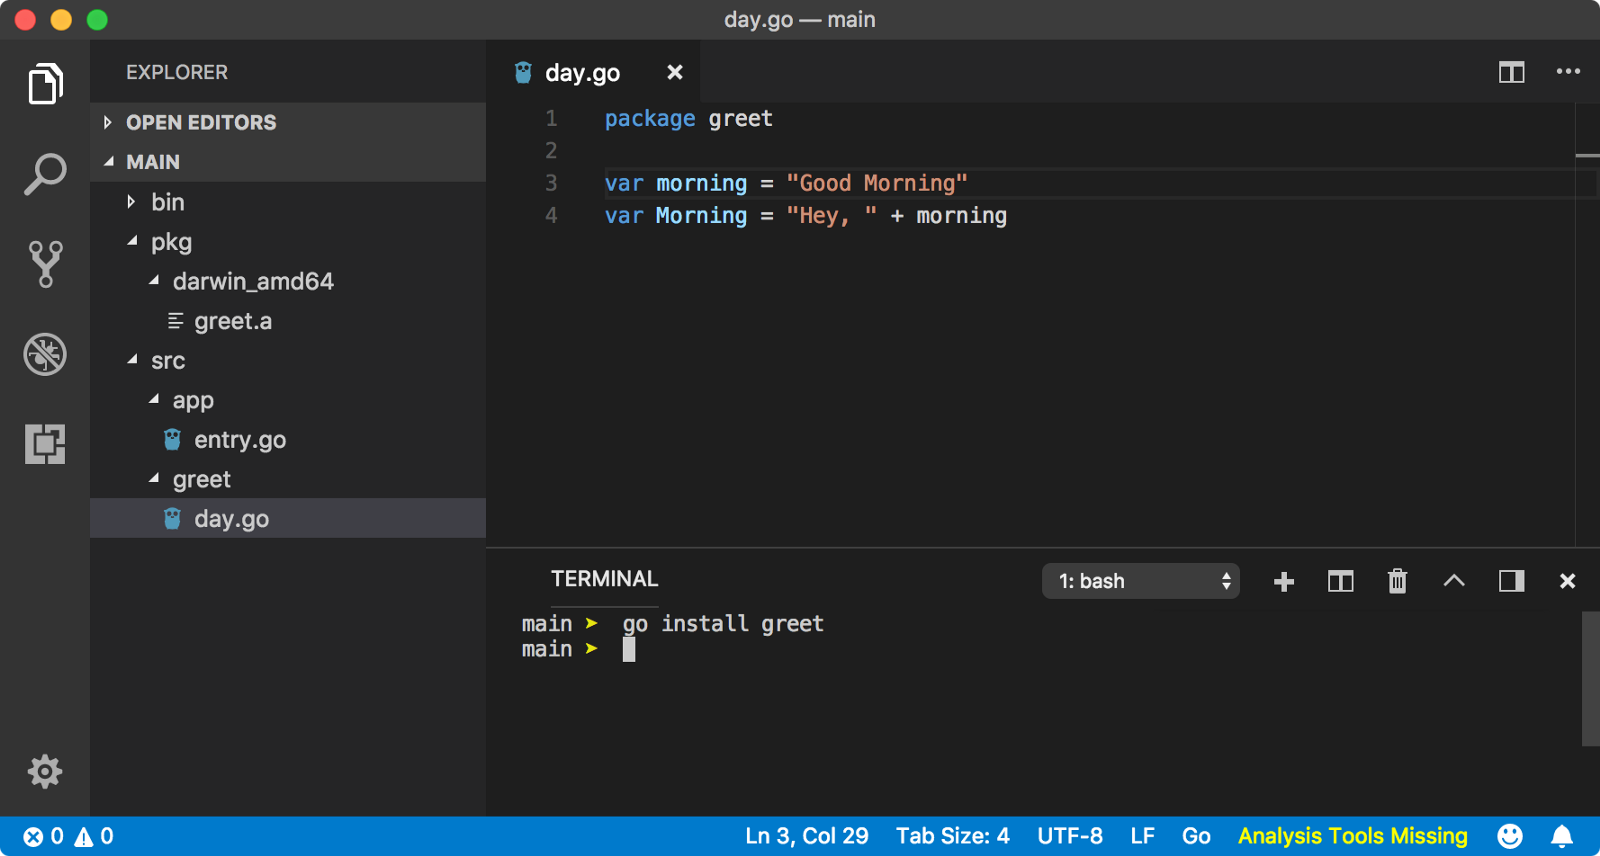 day.go — main
EXPLORER
OPEN EDITORS
MAIN
bin
pkg
darwin_amd64
greet.a
src
app
entry.go
greet
day.go
day.go
1 package greet
2
3 var morning = "Good Morning"
4 var Morning = "Hey, " + morning
TERMINAL
1: bash
main ➤ go install greet
main ➤
0 0
Ln 3, Col 29 Tab Size: 4 UTF-8 LF Go Analysis Tools Missing